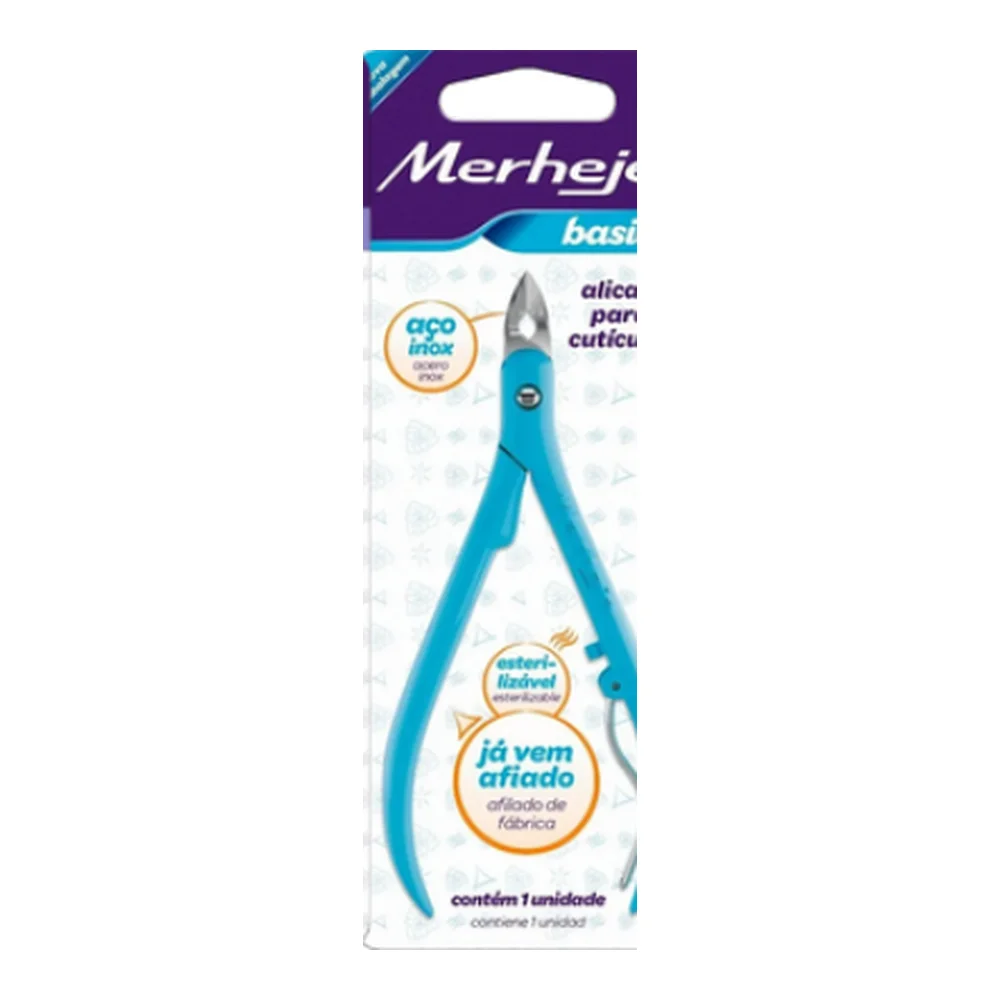 Merheje
basi
alica
para
cutícu
aço
inox
acero
inox
esteri-
lizável
esterilizable
já vem
afiado
afilado de
fábrica
contém 1 unidade
contiene 1 unidad